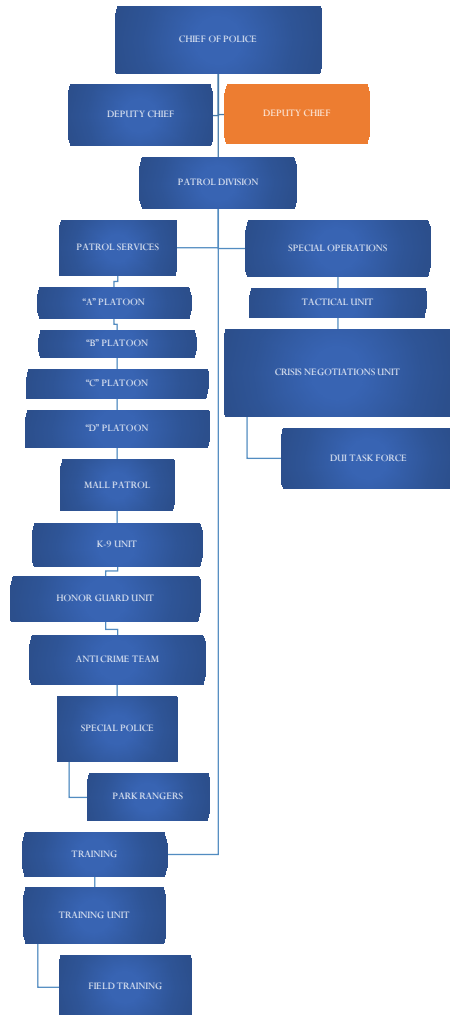 CHIEF OF POLICE
DEPUTY CHIEF
DEPUTY CHIEF
PATROL DIVISION
PATROL SERVICES
SPECIAL OPERATIONS
“A” PLATOON
TACTICAL UNIT
“B” PLATOON
CRISIS NEGOTIATIONS UNIT
“C” PLATOON
“D” PLATOON
DUI TASK FORCE
MALL PATROL
K-9 UNIT
HONOR GUARD UNIT
ANTI CRIME TEAM
SPECIAL POLICE
PARK RANGERS
TRAINING
TRAINING UNIT
FIELD TRAINING